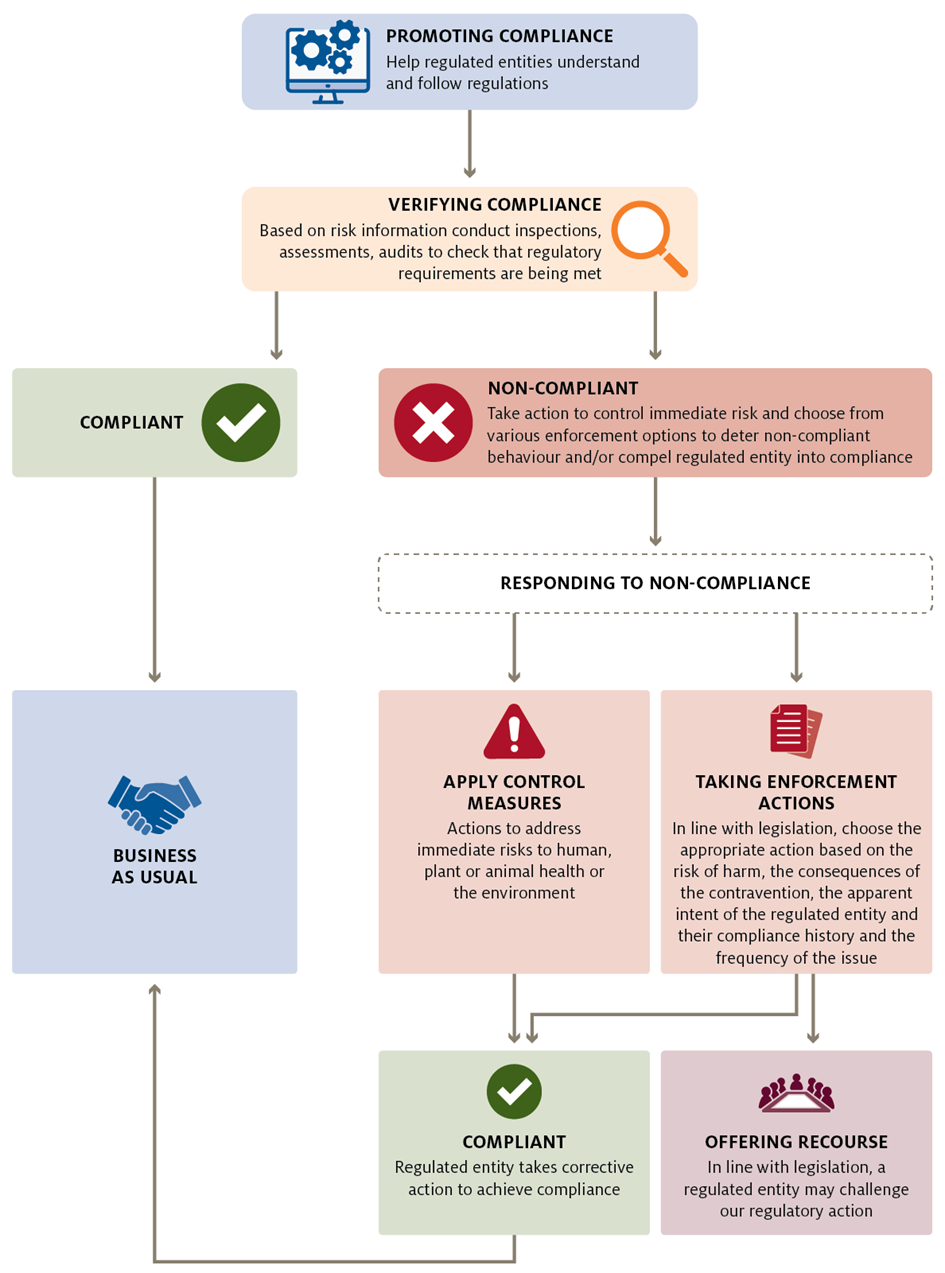 PROMOTING COMPLIANCE
Help regulated entities understand
and follow regulations
VERIFYING COMPLIANCE
Based on risk information conduct inspections,
assessments, audits to check that regulatory
requirements are being met
COMPLIANT
NON-COMPLIANT
Take action to control immediate risk and choose from
various enforcement options to deter non-compliant
behaviour and/or compel regulated entity into compliance
RESPONDING TO NON-COMPLIANCE
BUSINESS
AS USUAL
APPLY CONTROL
MEASURES
Actions to address
immediate risks to human,
plant or animal health or
the environment
TAKING ENFORCEMENT
ACTIONS
In line with legislation, choose the
appropriate action based on the
risk of harm, the consequences of
the contravention, the apparent
intent of the regulated entity and
their compliance history and the
frequency of the issue
COMPLIANT
Regulated entity takes corrective
action to achieve compliance
OFFERING RECOURSE
In line with legislation, a
regulated entity may challenge
our regulatory action